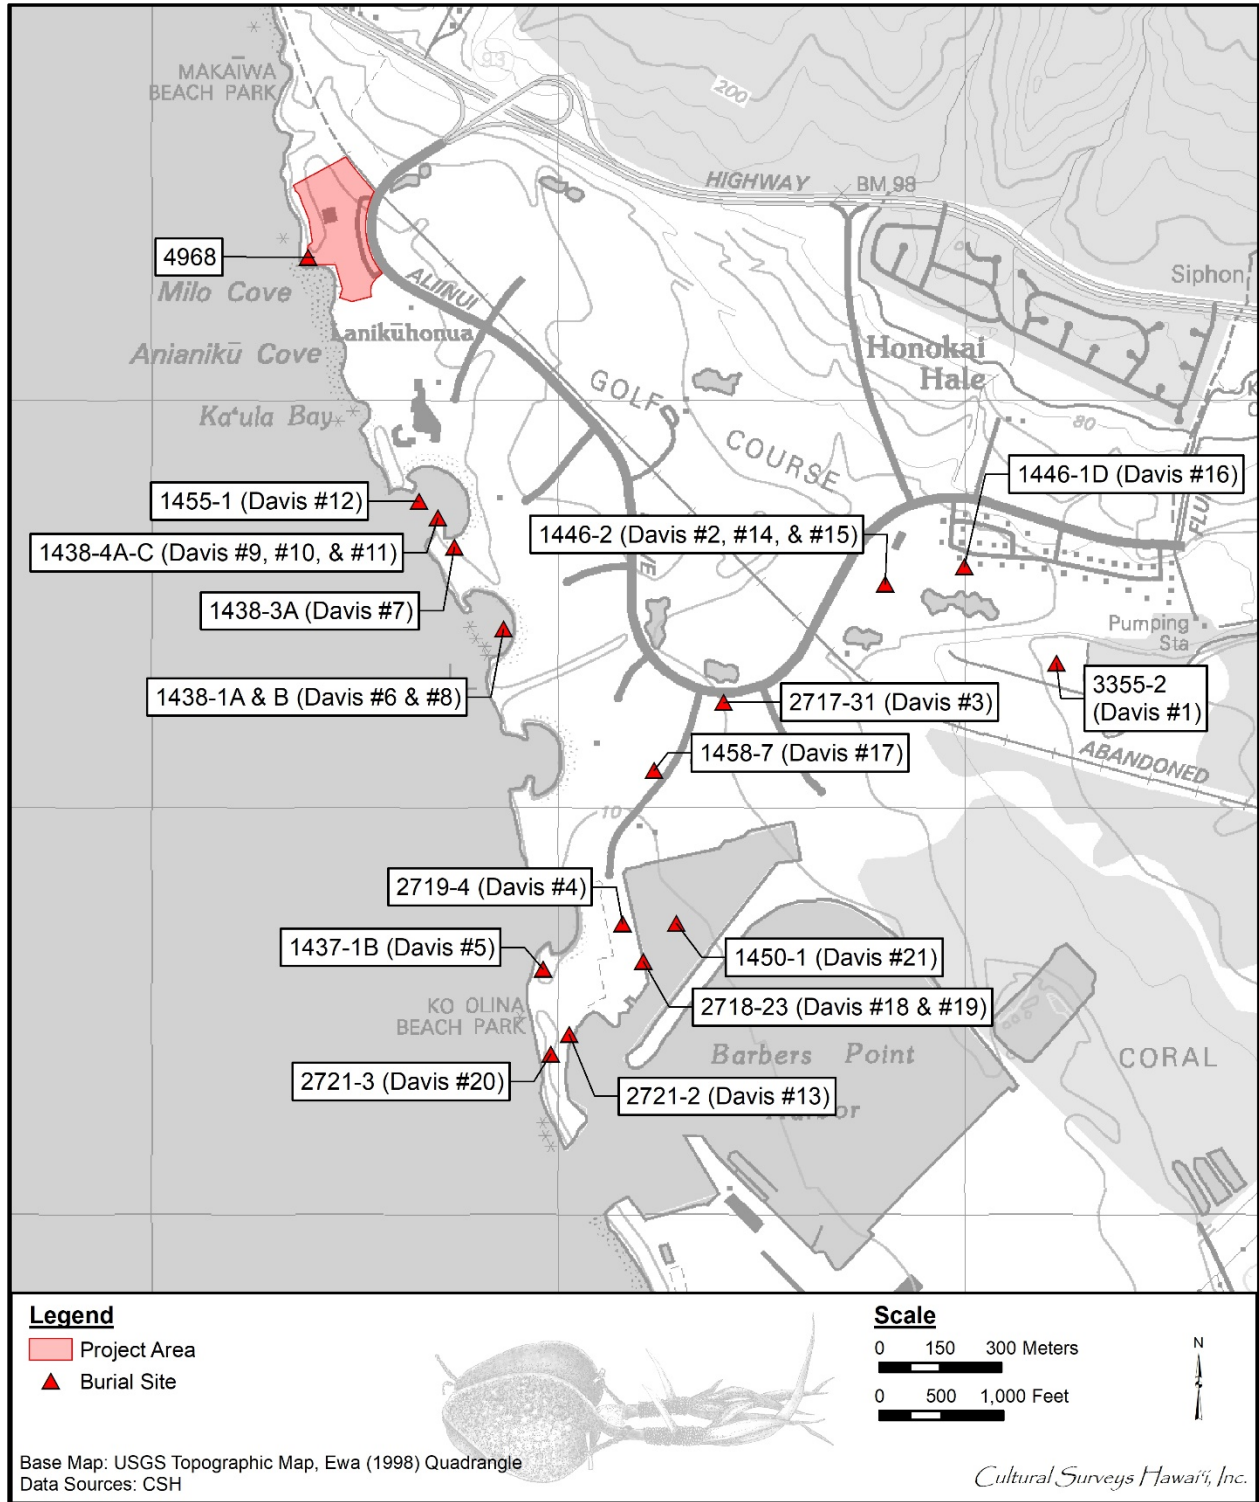 MAKAĪWA
BEACH PARK
93
200
HIGHWAY
BM 98
Siphon
4968
Milo Cove
ALIINUI
Lanikūhonua
Anianikū Cove
Honokai
Hale
GOLF
Kaʻula Bay
COURSE
80
1446-1D (Davis #16)
1455-1 (Davis #12)
FLU
1446-2 (Davis #2, #14, & #15)
1438-4A-C (Davis #9, #10, & #11)
1438-3A (Davis #7)
Pumping
Sta
1438-1A & B (Davis #6 & #8)
3355-2
(Davis #1)
2717-31 (Davis #3)
1458-7 (Davis #17)
ABANDONED
10
2719-4 (Davis #4)
1437-1B (Davis #5)
1450-1 (Davis #21)
2718-23 (Davis #18 & #19)
KO OLINA
BEACH PARK
Barbers Point
CORAL
2721-3 (Davis #20)
2721-2 (Davis #13)
Legend
Project Area
Burial Site
Scale
0 150 300 Meters
0 500 1,000 Feet
N
Base Map: USGS Topographic Map, Ewa (1998) Quadrangle
Data Sources: CSH
Cultural Surveys Hawaiʻi, Inc.